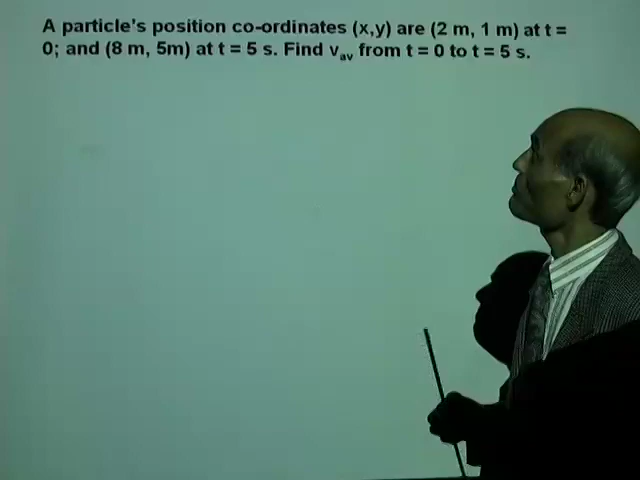 A particle's position co-ordinates (x,y) are (2 m, 1 m) at t =
0; and (8 m, 5m) at t = 5 s. Find vav from t = 0 to t = 5 s.